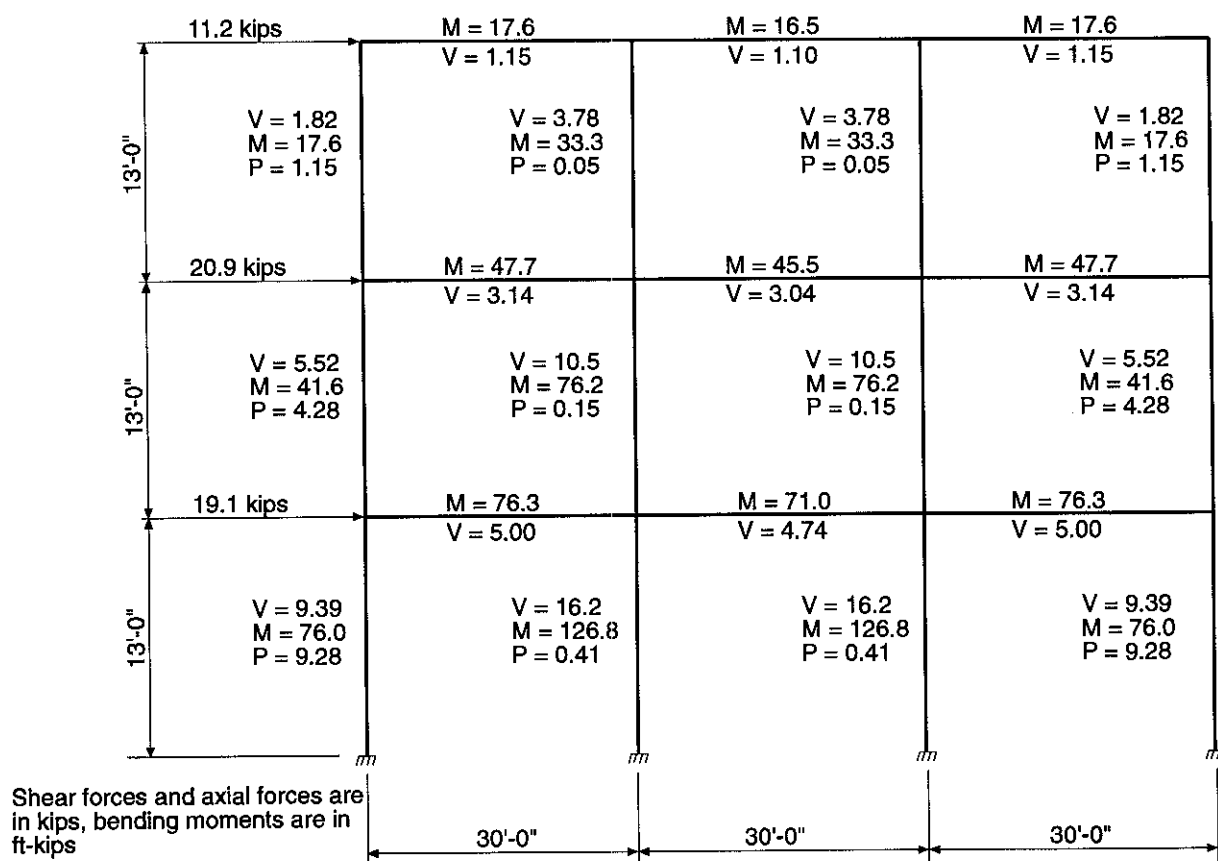 11.2 kips
M = 17.6
M = 16.5
M = 17.6
V = 1.15
V = 1.10
V = 1.15
13'-0"
V = 1.82
M = 17.6
P = 1.15
V = 3.78
M = 33.3
P = 0.05
V = 3.78
M = 33.3
P = 0.05
V = 1.82
M = 17.6
P = 1.15
20.9 kips
M = 47.7
M = 45.5
M = 47.7
V = 3.14
V = 3.04
V = 3.14
13'-0"
V = 5.52
M = 41.6
P = 4.28
V = 10.5
M = 76.2
P = 0.15
V = 10.5
M = 76.2
P = 0.15
V = 5.52
M = 41.6
P = 4.28
19.1 kips
M = 76.3
M = 71.0
M = 76.3
V = 5.00
V = 4.74
V = 5.00
13'-0"
V = 9.39
M = 76.0
P = 9.28
V = 16.2
M = 126.8
P = 0.41
V = 16.2
M = 126.8
P = 0.41
V = 9.39
M = 76.0
P = 9.28
Shear forces and axial forces are
in kips, bending moments are in
ft-kips
30'-0"
30'-0"
30'-0"